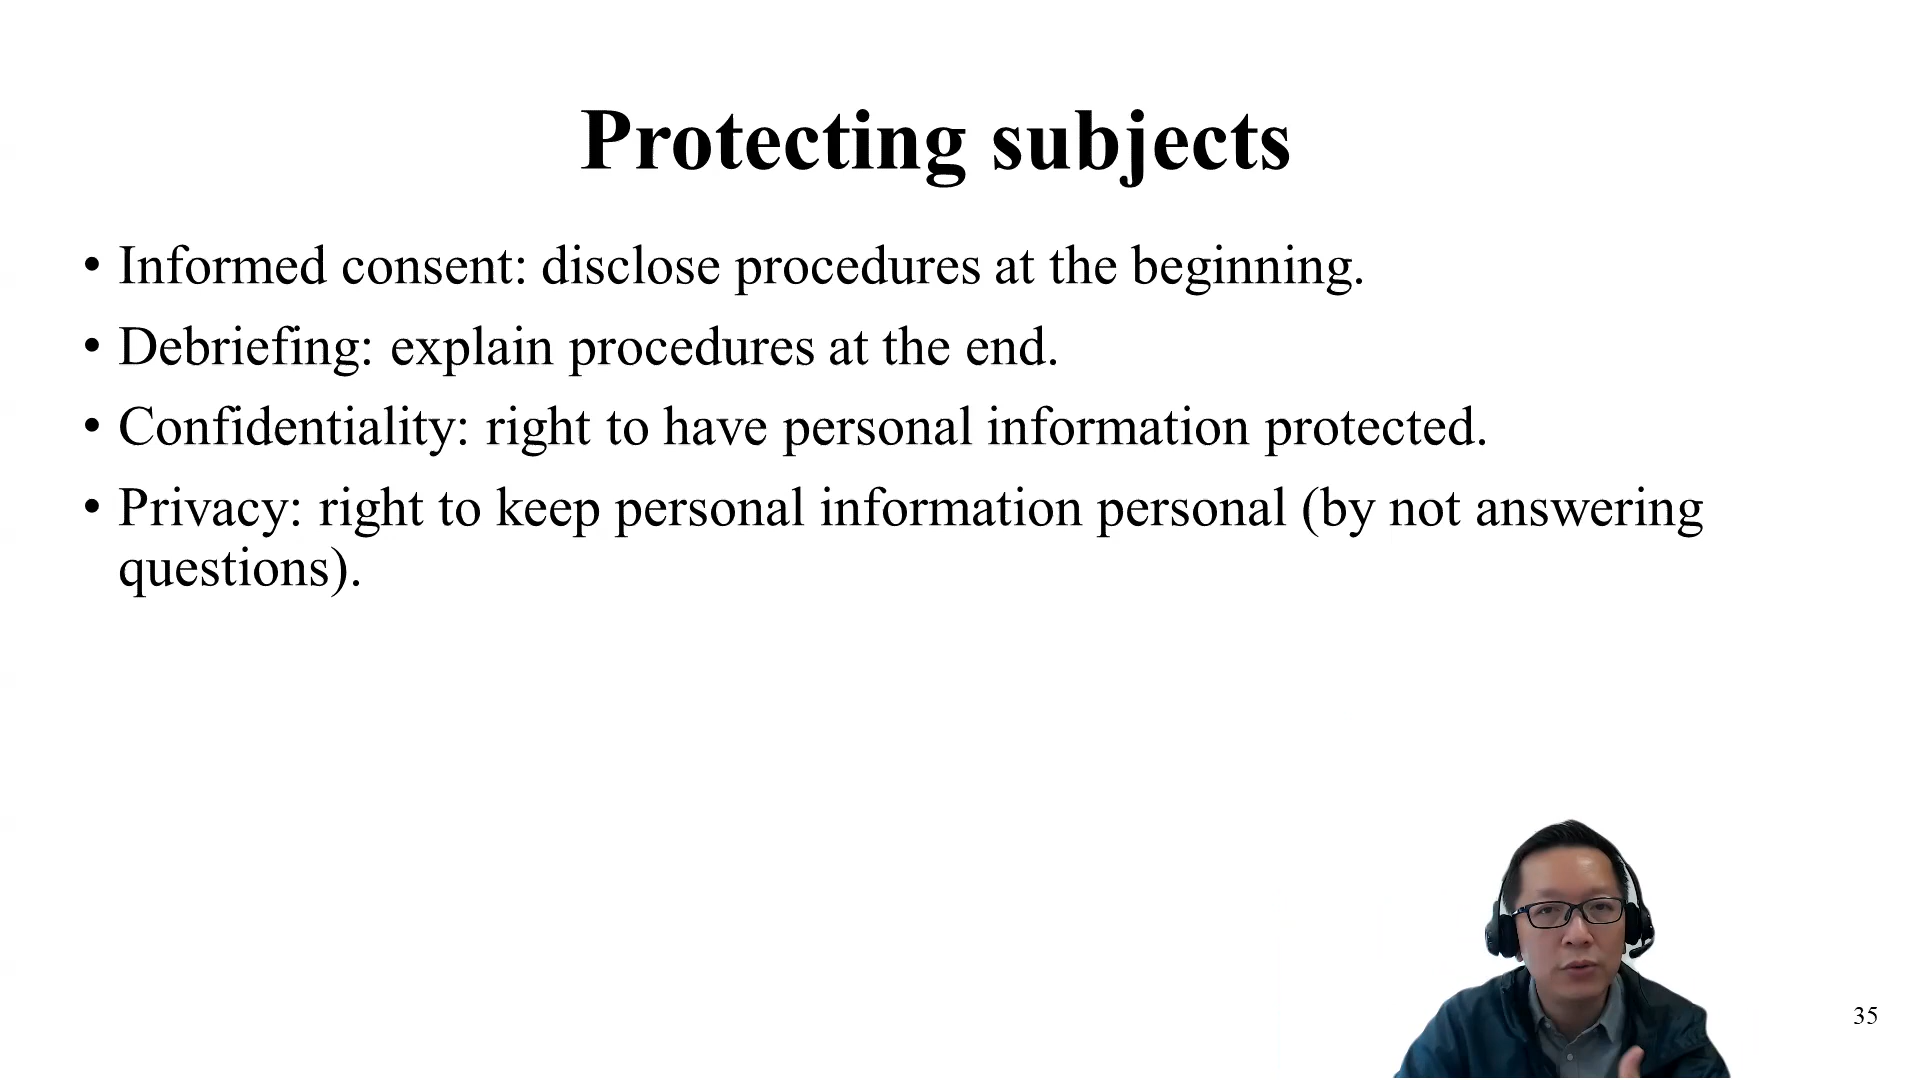 Protecting subjects
• Informed consent: disclose procedures at the beginning.
• Debriefing: explain procedures at the end.
• Confidentiality: right to have personal information protected.
• Privacy: right to keep personal information personal (by not answering
questions).
35